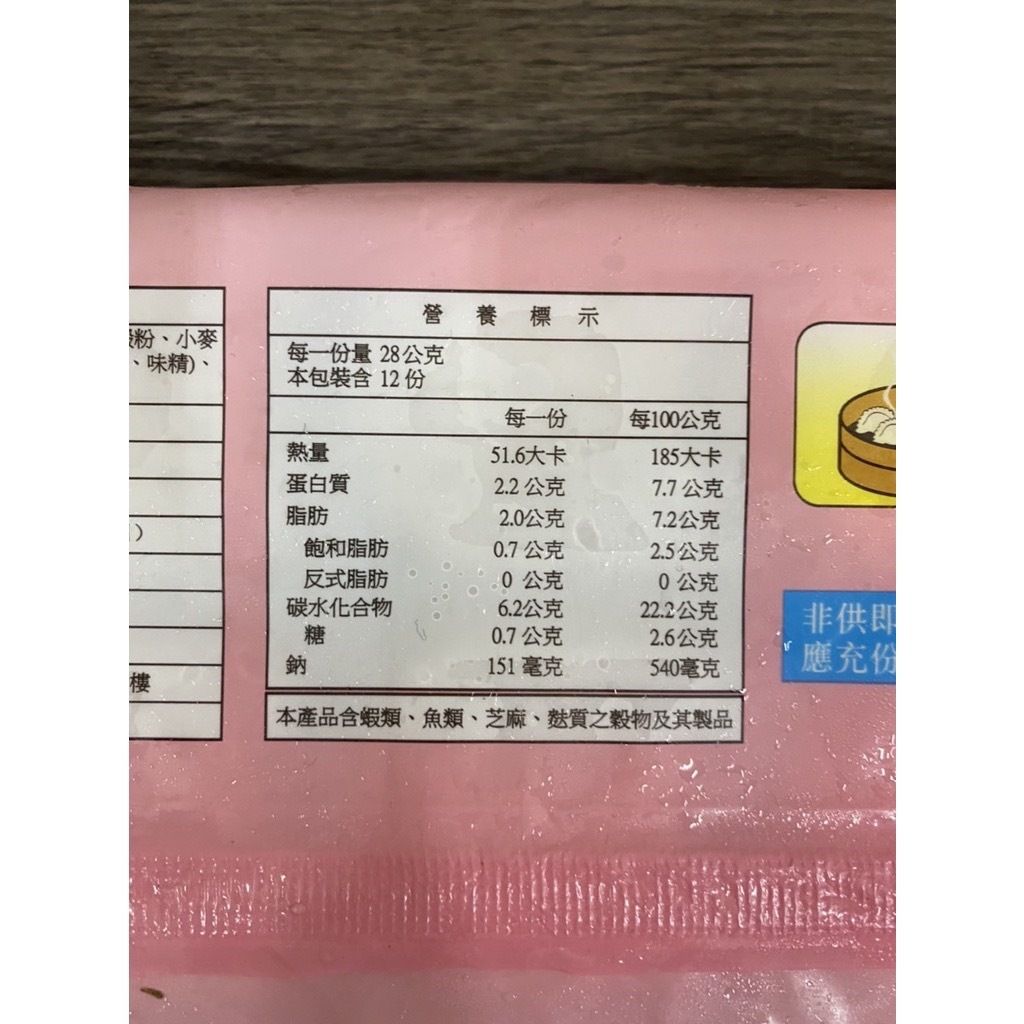 粉、小麥
、味精)、
）
樓
營養標示
每一份量 28公克
本包裝含 12 份
每一份 每100公克
熱量 51.6大卡 185大卡
蛋白質 2.2 公克 7.7 公克
脂肪 2.0公克 7.2公克
飽和脂肪 0.7 公克 2.5公克
反式脂肪 0 公克 0 公克
碳水化合物 6.2公克 22.2公克
糖 0.7 公克 2.6公克
鈉 151 毫克 540毫克
本產品含蝦類、魚類、芝麻、麩質之穀物及其製品
非供即
應充份